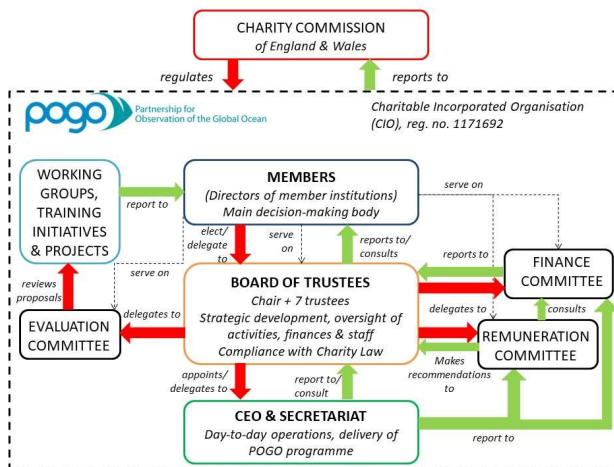 CHARITY COMMISSION
of England & Wales
regulates
reports to
pogo
Partnership for
Observation of the Global Ocean
Charitable Incorporated Organisation
(CIO), reg. no. 1171692
WORKING
GROUPS,
TRAINING
INITIATIVES
& PROJECTS
report to
MEMBERS
(Directors of member institutions)
Main decision-making body
serve on
elect/
delegate
to
serve
on
reports to/
consults
reports to
FINANCE
COMMITTEE
reviews
proposals
serve on
BOARD OF TRUSTEES
Chair + 7 trustees
Strategic development, oversight of
activities, finances & staff
Compliance with Charity Law
delegates to
EVALUATION
COMMITTEE
delegates to
consults
REMUNERATION
COMMITTEE
Makes
recommendations
to
appoints/
delegates to
report to/
consult
CEO & SECRETARIAT
Day-to-day operations, delivery of
POGO programme
report to